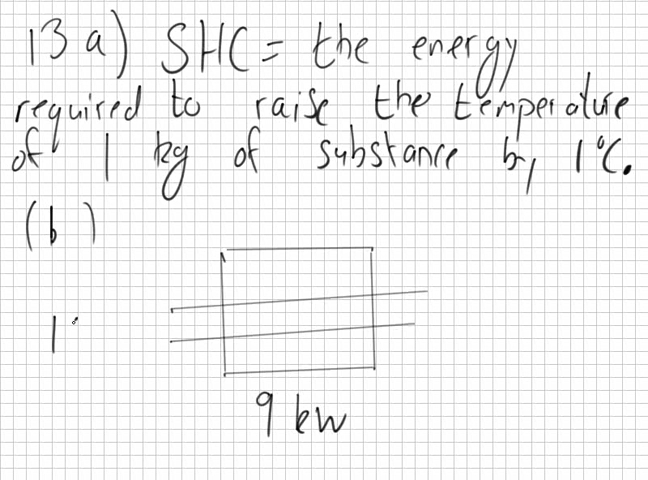 13 a) SHC = the energy
required to raise the temperature
of 1 kg of substance by 1°C.
(b)
1
9 kw